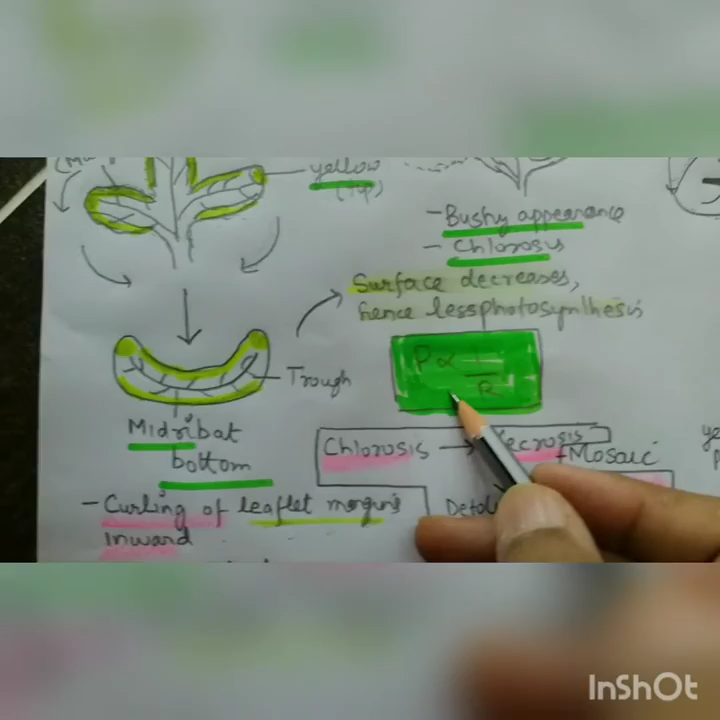 yellow
- Bushy appearance
- Chlorosis
Surface decreases,
hence less photosynthesis
P ∝ 1/R
Trough
Midrib at
bottom
Chlorosis → Necrosis
+Mosaic
- Curling of leaflet margins
Inward
InShOt